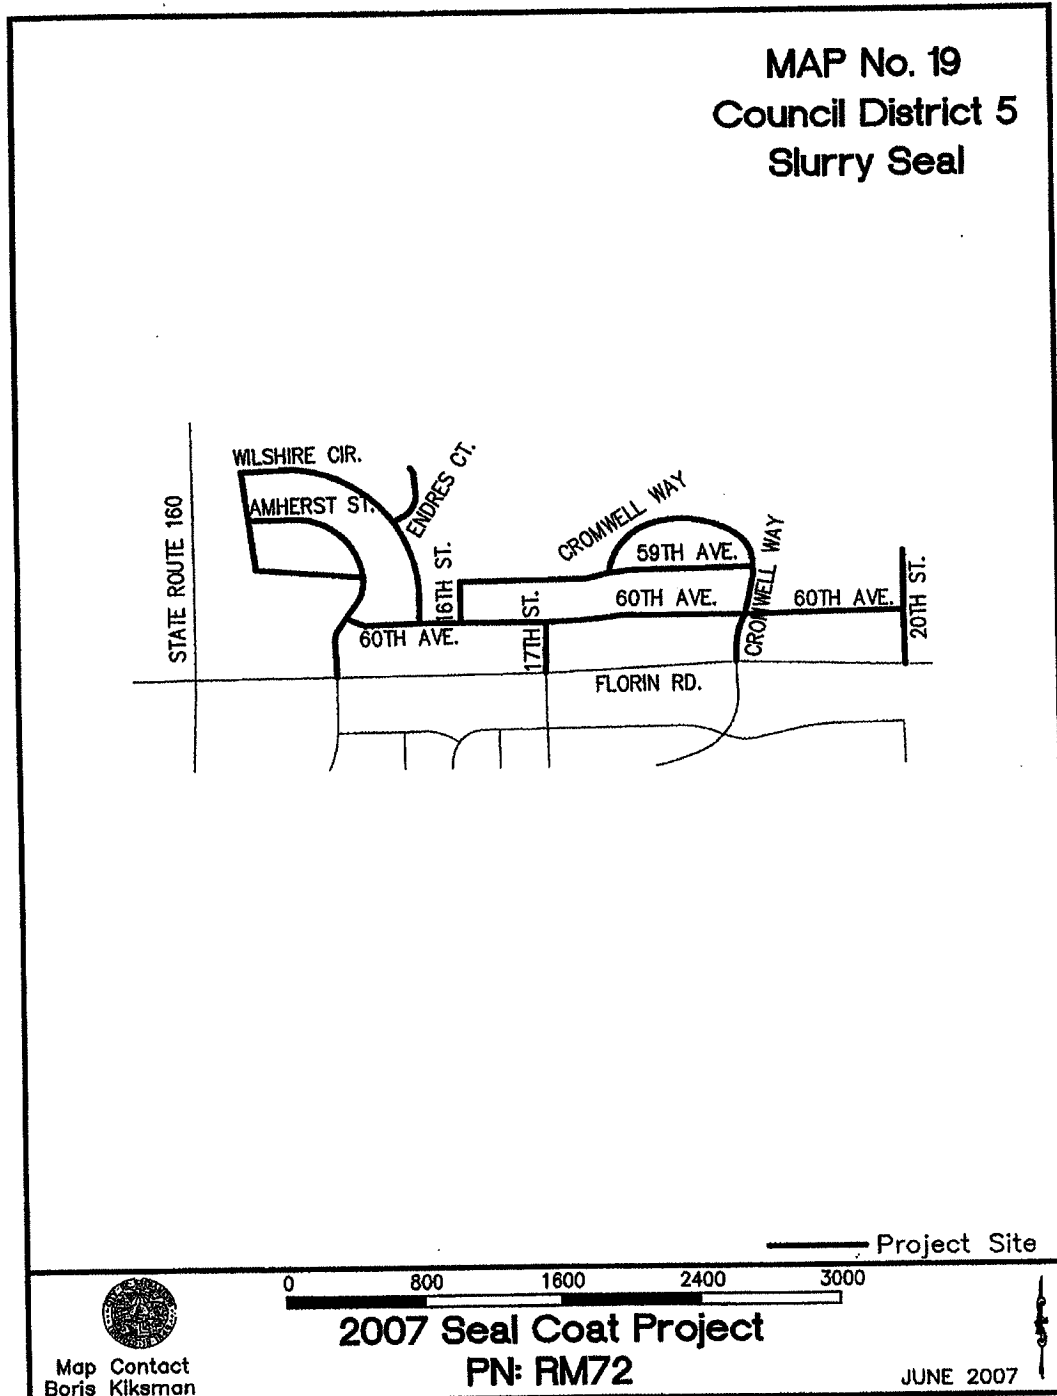 MAP No. 19
Council District 5
Slurry Seal
WILSHIRE CIR.
AMHERST ST.
ENDRES CT.
STATE ROUTE 160
CROMWELL WAY
59TH AVE.
CROMWELL WAY
16TH ST.
17TH ST.
60TH AVE.
60TH AVE.
60TH AVE.
20TH ST.
FLORIN RD.
Project Site
0 800 1600 2400 3000
2007 Seal Coat Project
PN: RM72
Map Contact
Boris Kiksman
JUNE 2007